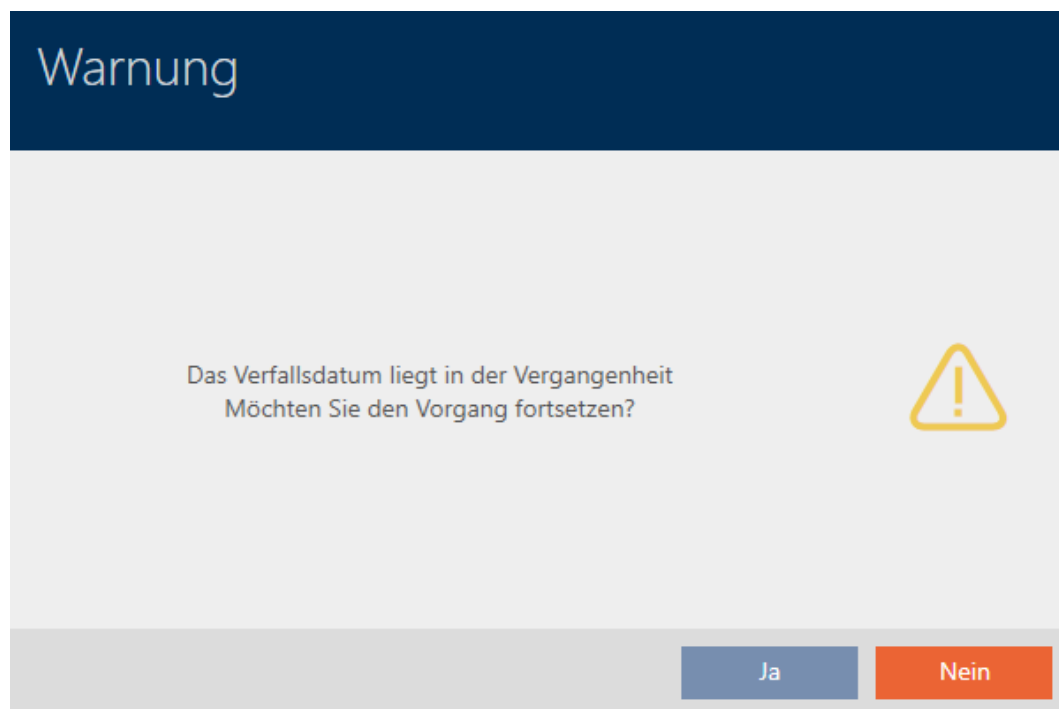 Warnung
Das Verfallsdatum liegt in der Vergangenheit
Möchten Sie den Vorgang fortsetzen?
Ja
Nein